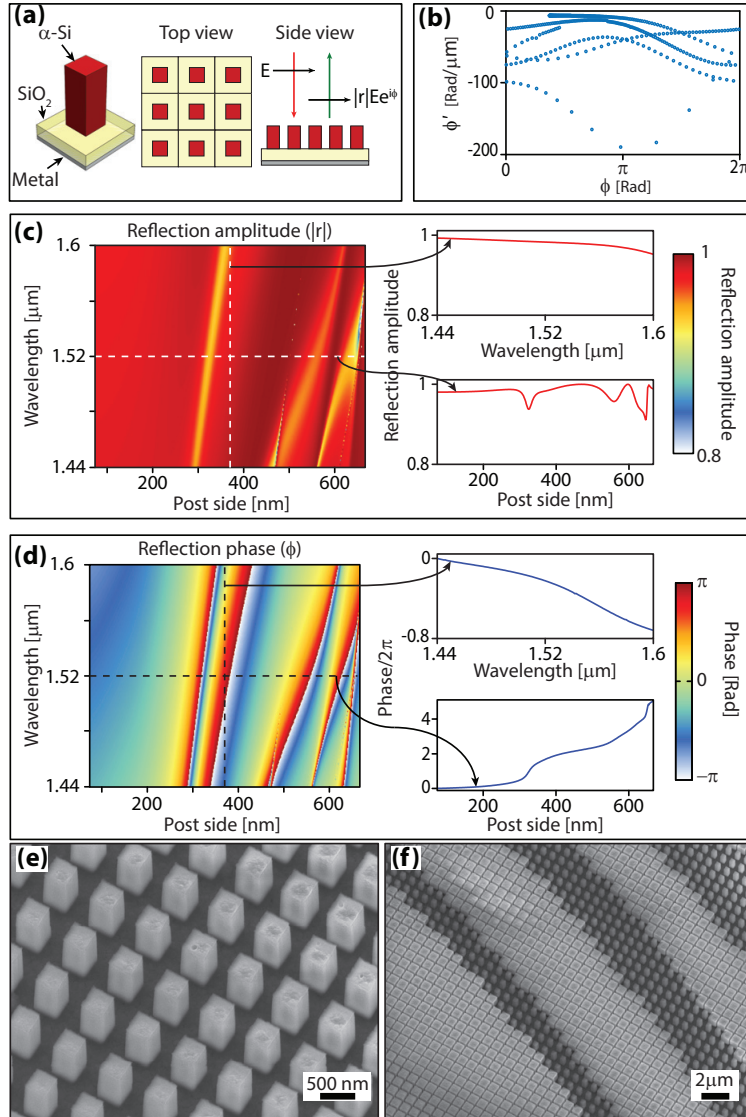 (a)
α-Si
Top view
Side view
E
|r|Ee^{iϕ}
SiO₂
Metal
(b)
0
-100
-200
ϕ' [Rad/μm]
0
π
2π
ϕ [Rad]
(c)
Reflection amplitude (|r|)
1.6
1.52
1.44
Wavelength [μm]
200
400
600
Post side [nm]
Reflection amplitude
1
0.8
1.44
1.52
1.6
Wavelength [μm]
1
0.8
200
400
600
Post side [nm]
1
0.8
Reflection amplitude
(d)
Reflection phase (ϕ)
1.6
1.52
1.44
Wavelength [μm]
200
400
600
Post side [nm]
Phase/2π
0
-0.8
1.44
1.52
1.6
Wavelength [μm]
4
2
0
200
400
600
Post side [nm]
π
0
−π
Phase [Rad]
(e)
500 nm
(f)
2μm